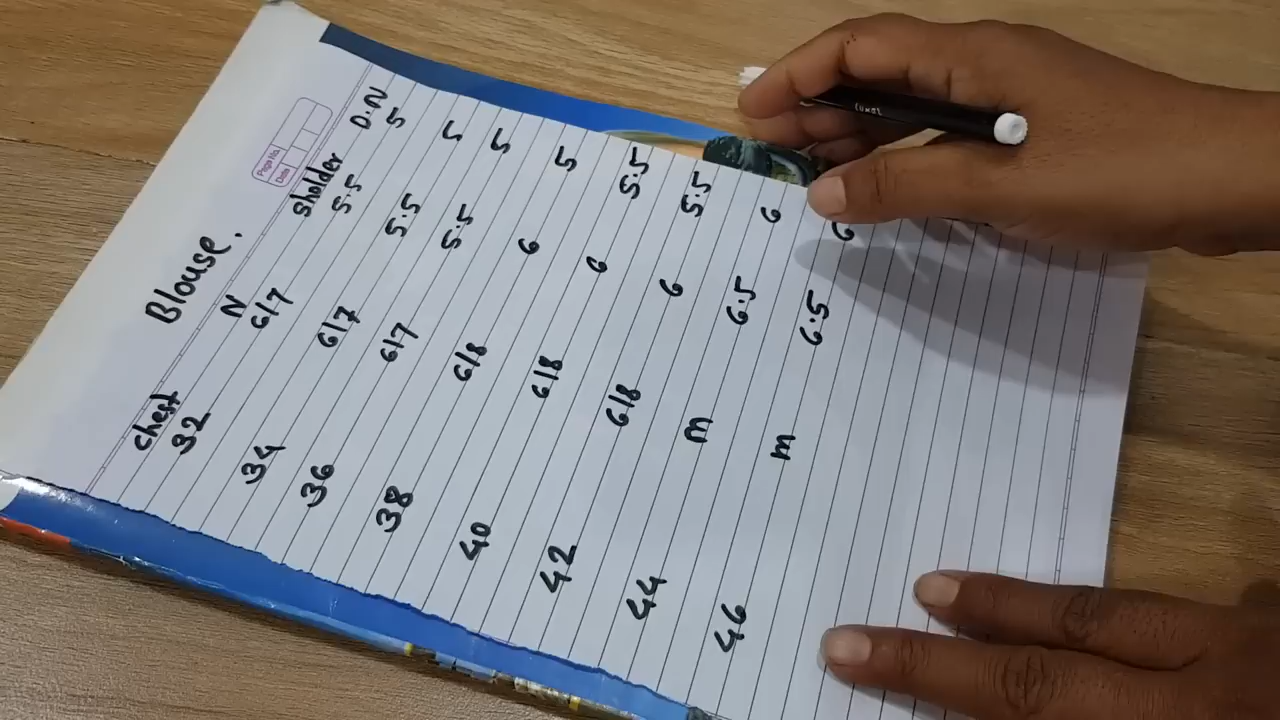 Page No.
Date
Blouse.
chest N sholder D.N
32 6/7 5.5 5
34 6/7 5.5 5
36 6/7 5.5 5
38 6/8 6 5
40 6/8 6 5.5
42 6/8 6 5.5
44 m 6.5 6
46 m 6.5 6